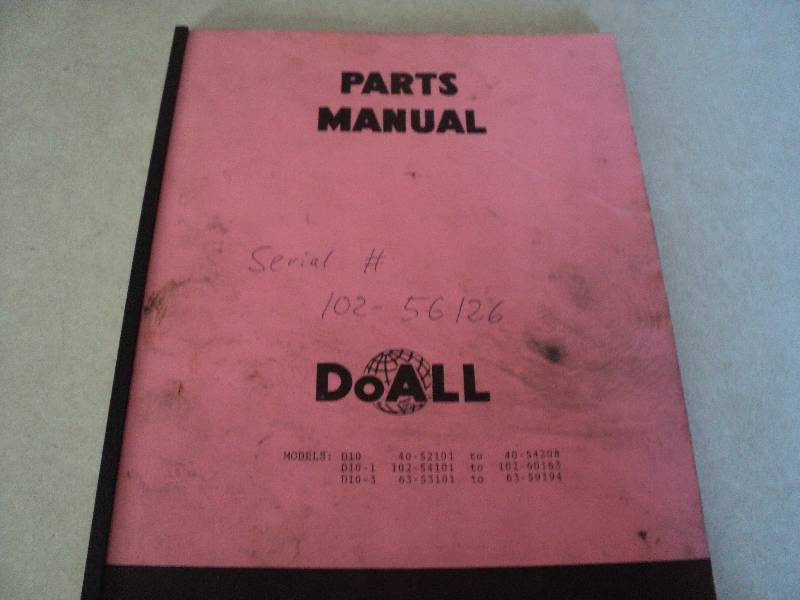 PARTS
MANUAL
Serial #
102-56126
DoALL
MODELS: D10 40-52101 to 40-54208
D10-1 102-54101 to 102-60163
D10-3 63-53101 to 63-59194